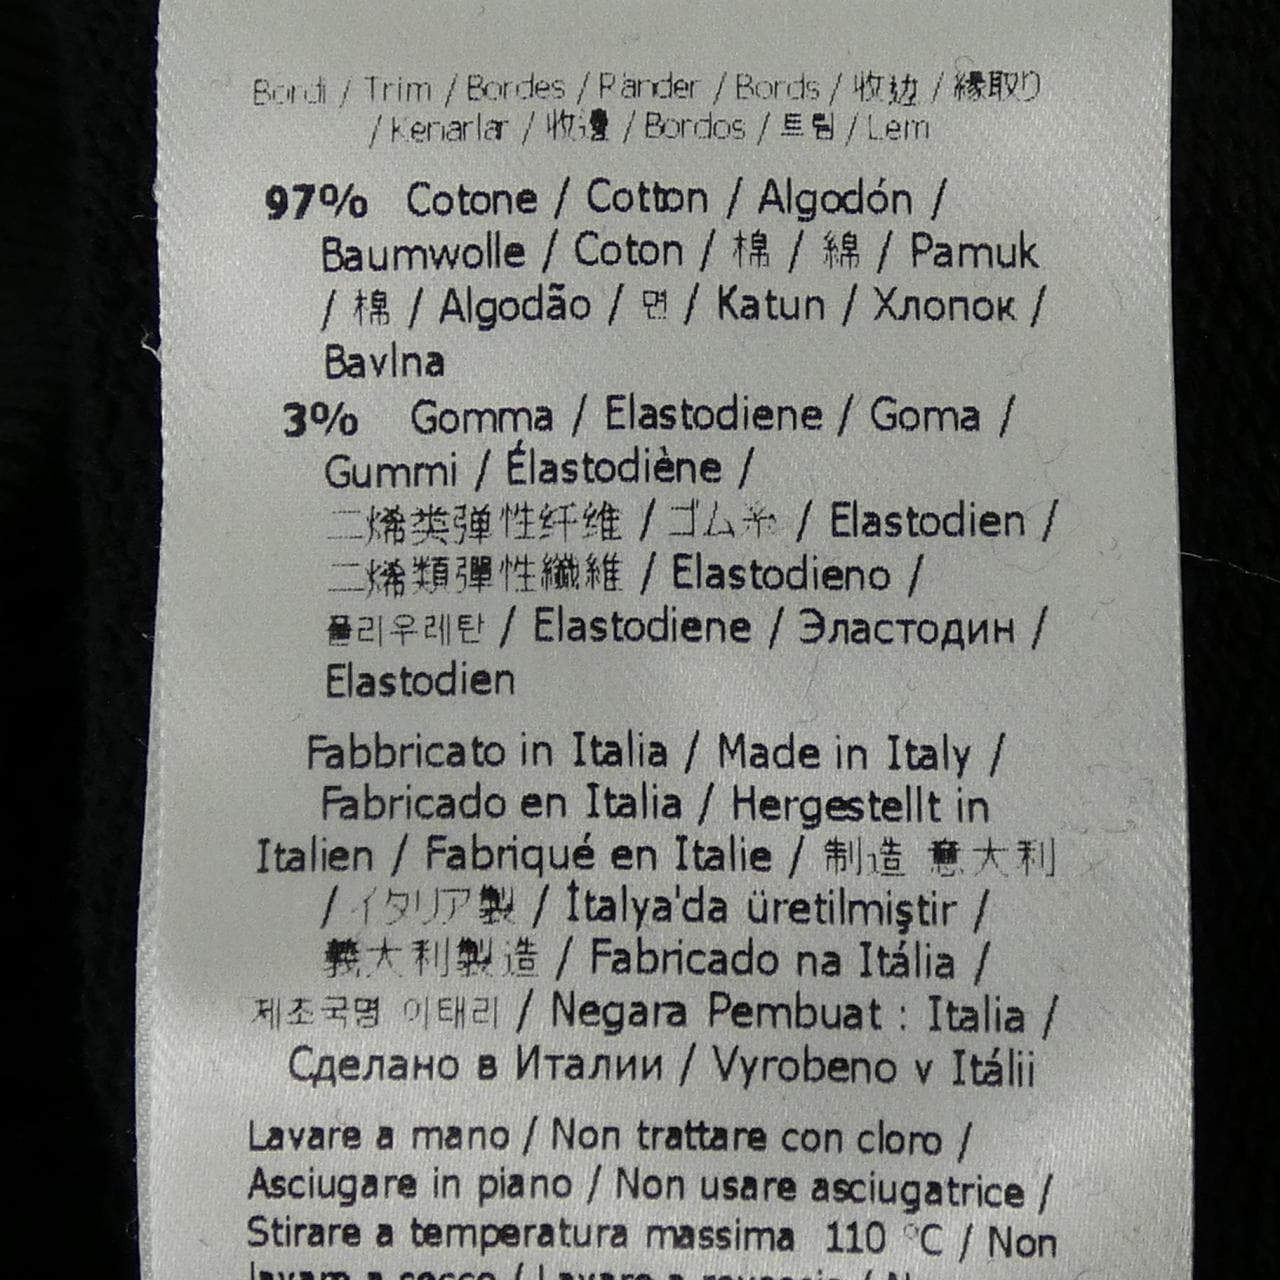 Bordi / Trim / Bordes / Ränder / Bords / 收边 / 縁取り
/ Kenarlar / 收邊 / Bordos / 트림 / Lem
97% Cotone / Cotton / Algodón /
Baumwolle / Coton / 棉 / 綿 / Pamuk
/ 棉 / Algodão / 면 / Katun / Хлопок /
Bavlna
3% Gomma / Elastodiene / Goma /
Gummi / Élastodiène /
二烯类弹性纤维 / ゴム糸 / Elastodien /
二烯類彈性纖維 / Elastodieno /
폴리우레탄 / Elastodiene / Эластодин /
Elastodien
Fabbricato in Italia / Made in Italy /
Fabricado en Italia / Hergestellt in
Italien / Fabriqué en Italie / 制造 意大利
/ イタリア製 / İtalya'da üretilmiştir /
義大利製造 / Fabricado na Itália /
제조국명 이태리 / Negara Pembuat : Italia /
Сделано в Италии / Vyrobeno v Itálii
Lavare a mano / Non trattare con cloro /
Asciugare in piano / Non usare asciugatrice /
Stirare a temperatura massima 110 °C / Non
lavare a secco / Lavare a rovescio /